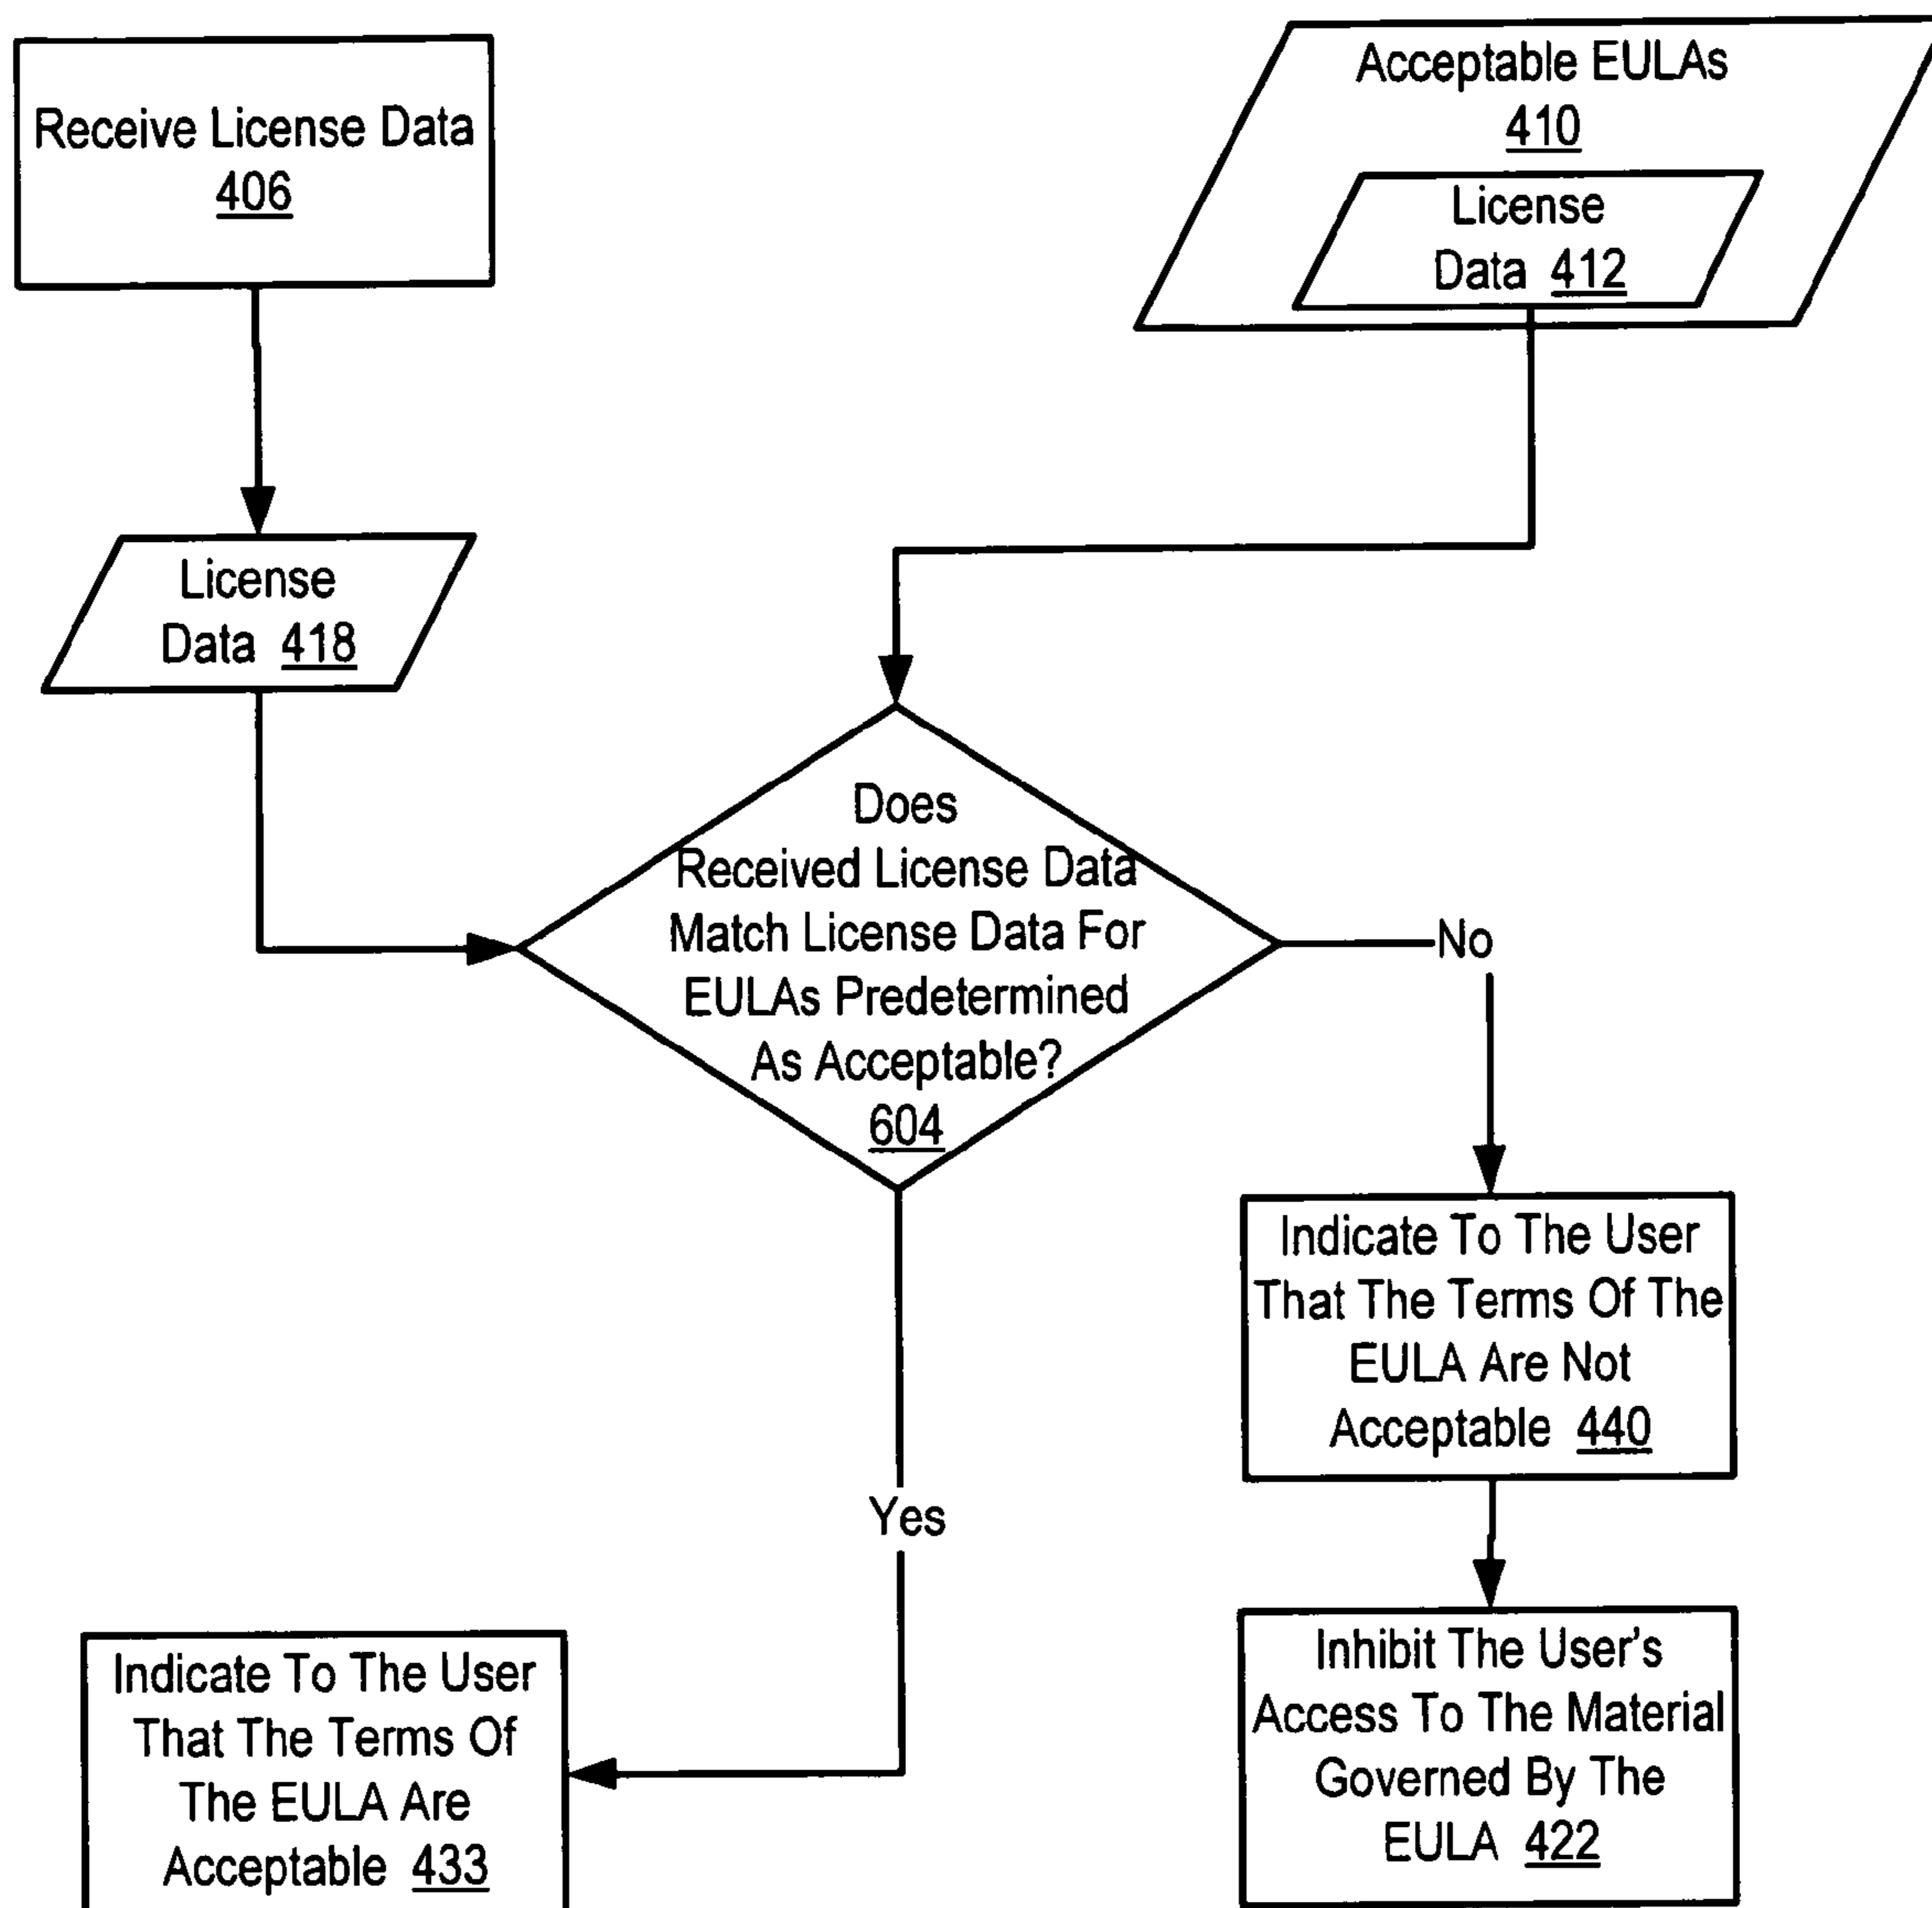 Receive License Data
406
Acceptable EULAs
410
License
Data 412
License
Data 418
Does
Received License Data
Match License Data For
EULAs Predetermined
As Acceptable?
604
No
Yes
Indicate To The User
That The Terms Of The
EULA Are Not
Acceptable 440
Inhibit The User's
Access To The Material
Governed By The
EULA 422
Indicate To The User
That The Terms Of
The EULA Are
Acceptable 433